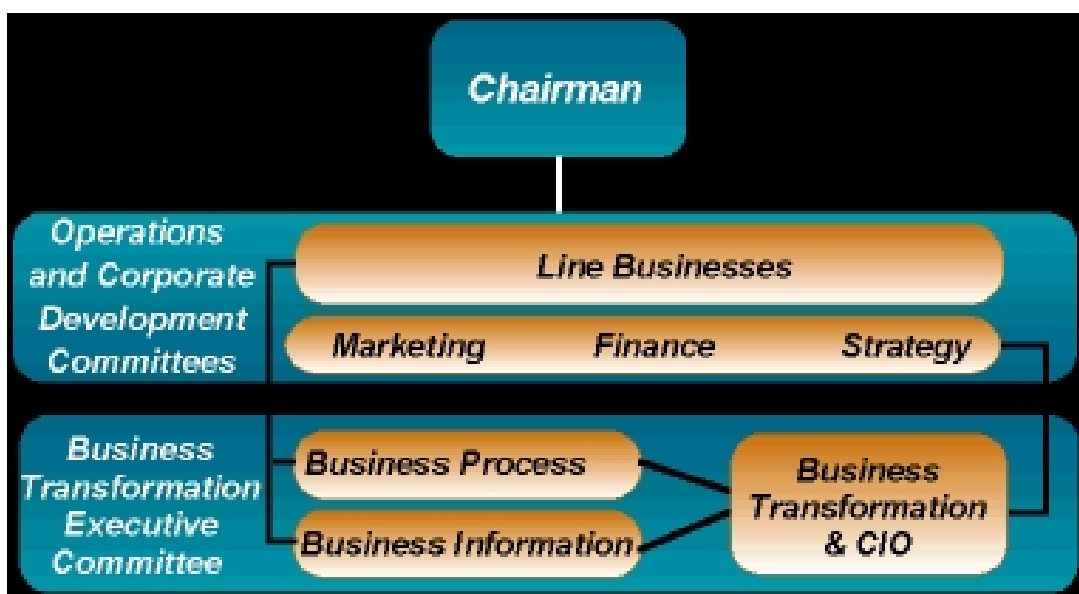 Chairman
Operations
and Corporate
Development
Committees
Line Businesses
Marketing Finance Strategy
Business
Transformation
Executive
Committee
Business Process
Business Information
Business
Transformation
& CIO